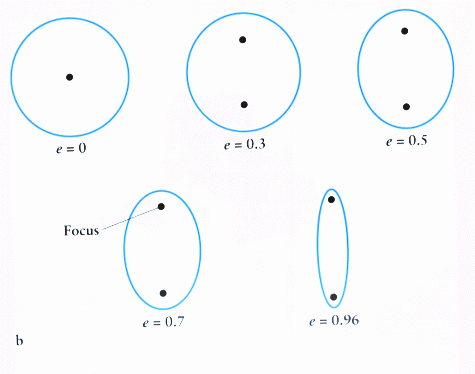 e = 0
e = 0.3
e = 0.5
Focus
e = 0.7
e = 0.96
b